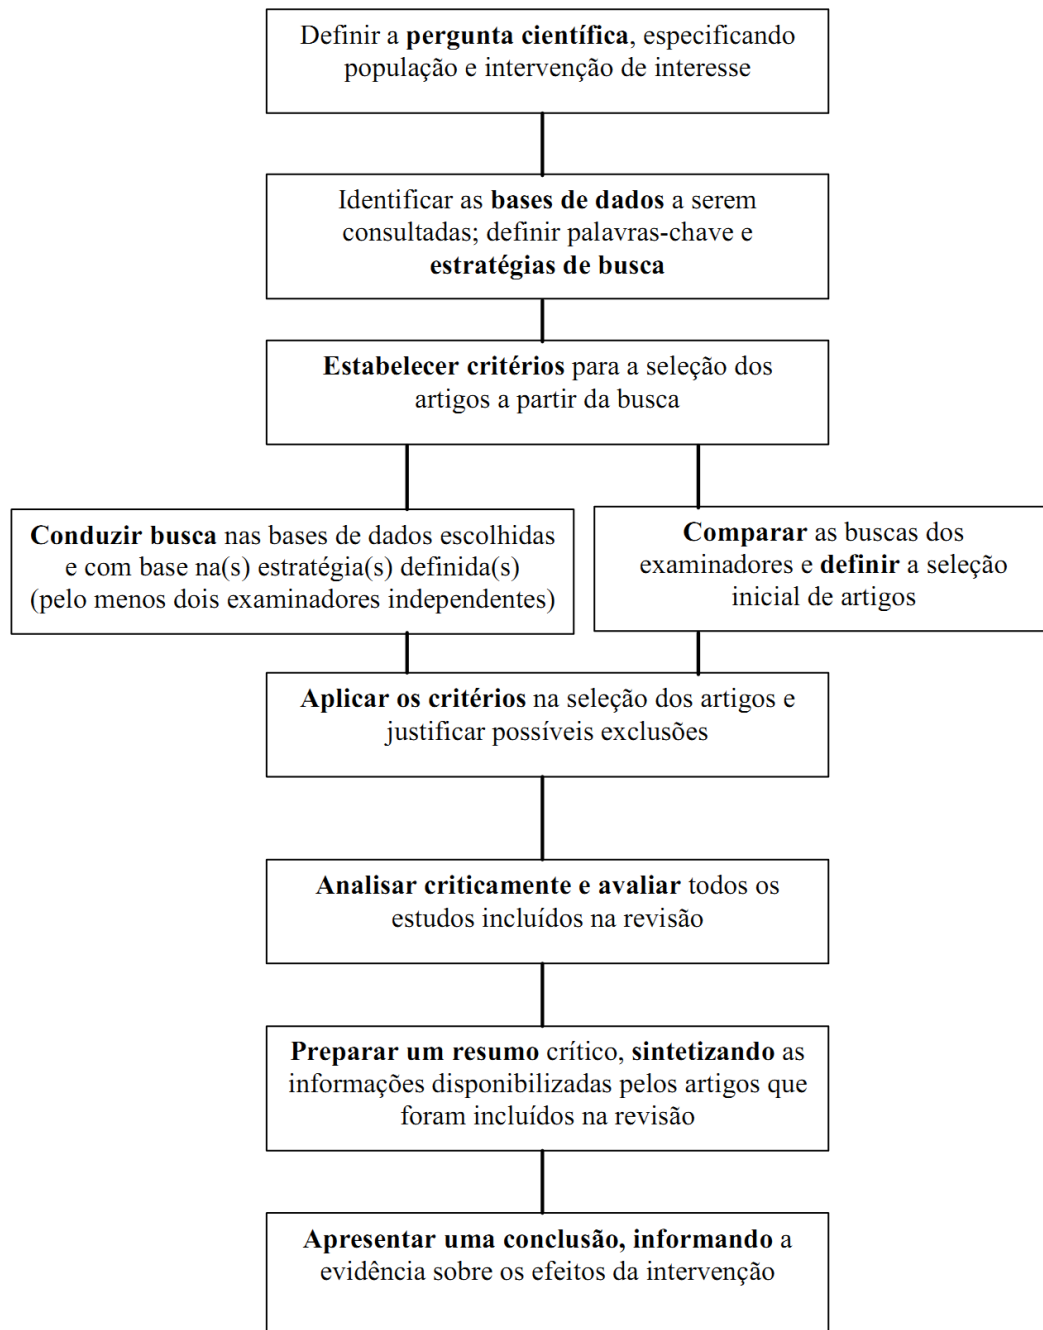 Definir a pergunta científica, especificando
população e intervenção de interesse
Identificar as bases de dados a serem
consultadas; definir palavras-chave e
estratégias de busca
Estabelecer critérios para a seleção dos
artigos a partir da busca
Conduzir busca nas bases de dados escolhidas
e com base na(s) estratégia(s) definida(s)
(pelo menos dois examinadores independentes)
Comparar as buscas dos
examinadores e definir a seleção
inicial de artigos
Aplicar os critérios na seleção dos artigos e
justificar possíveis exclusões
Analisar criticamente e avaliar todos os
estudos incluídos na revisão
Preparar um resumo crítico, sintetizando as
informações disponibilizadas pelos artigos que
foram incluídos na revisão
Apresentar uma conclusão, informando a
evidência sobre os efeitos da intervenção